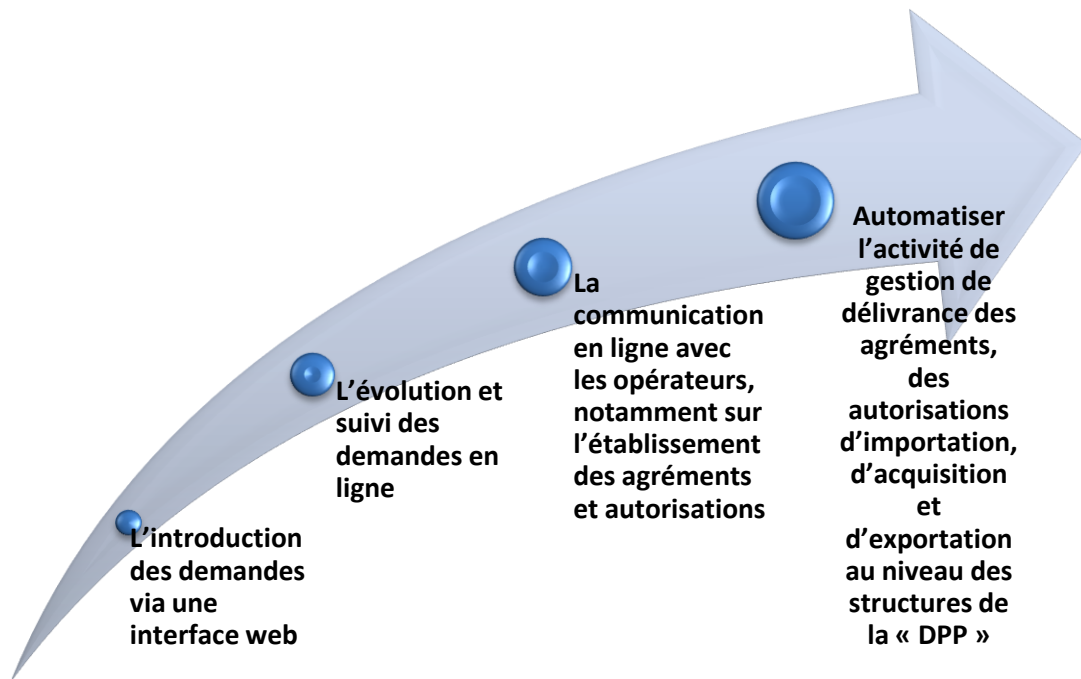 L’introduction
des demandes
via une
interface web
L’évolution et
suivi des
demandes en
ligne
La
communication
en ligne avec
les opérateurs,
notamment sur
l’établissement
des agréments
et autorisations
Automatiser
l’activité de
gestion de
délivrance des
agréments,
des
autorisations
d’importation,
d’acquisition
et
d’exportation
au niveau des
structures de
la « DPP »